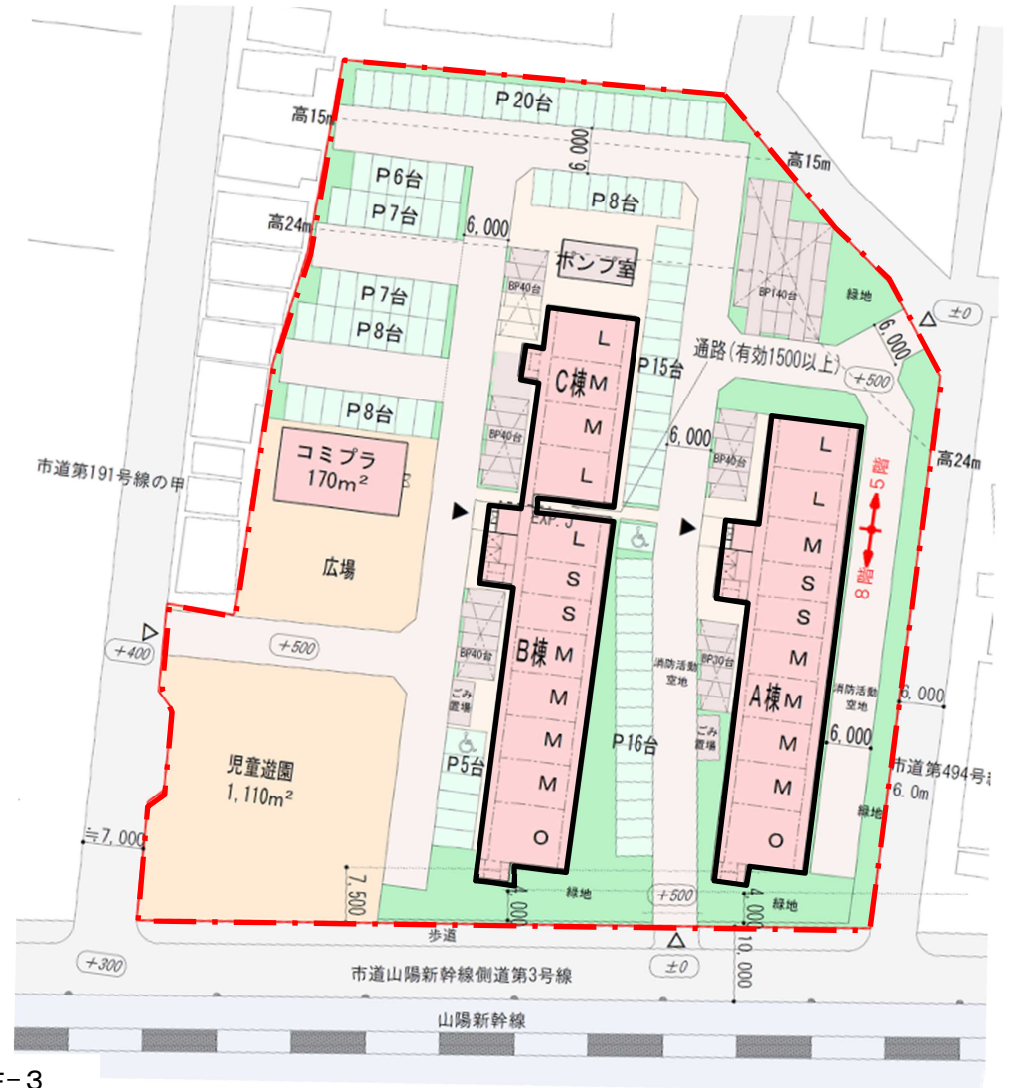 P20台
高15m
高15m
6,000
P6台
P7台
P8台
高24m
6,000
ポンプ室
BP40台
BP140台
緑地
±0
6,000
P7台
P8台
L
C棟
M
M
L
P15台
通路(有効1500以上)
+500
P8台
コミプラ
170m²
BP40台
6,000
BP40台
高24m
5階
8階
市道第191号線の甲
EXP.J
広場
L
S
S
B棟
M
M
M
M
O
L
L
M
S
S
M
A棟
M
M
M
O
+400
+500
BP40台
ごみ
置場
P5台
P16台
消防活動
空地
BP30台
ごみ
置場
消防活動
空地
6,000
6,000
市道第494号
6.0m
緑地
児童遊園
1,110m²
≒7,000
7,500
4,000
緑地
+500
4,000
緑地
歩道
+300
±0
10,000
市道山陽新幹線側道第3号線
山陽新幹線